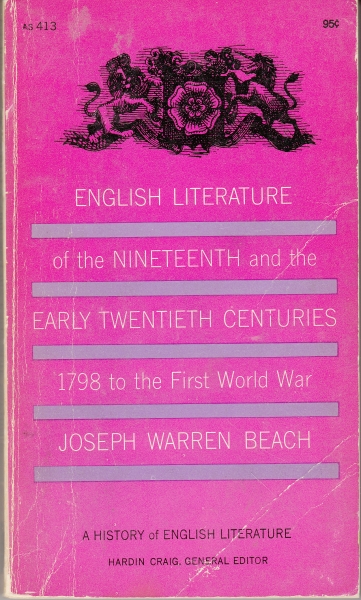 AS 413 95¢
ENGLISH LITERATURE
of the NINETEENTH and the
EARLY TWENTIETH CENTURIES
1798 to the First World War
JOSEPH WARREN BEACH
A HISTORY of ENGLISH LITERATURE
HARDIN CRAIG, GENERAL EDITOR